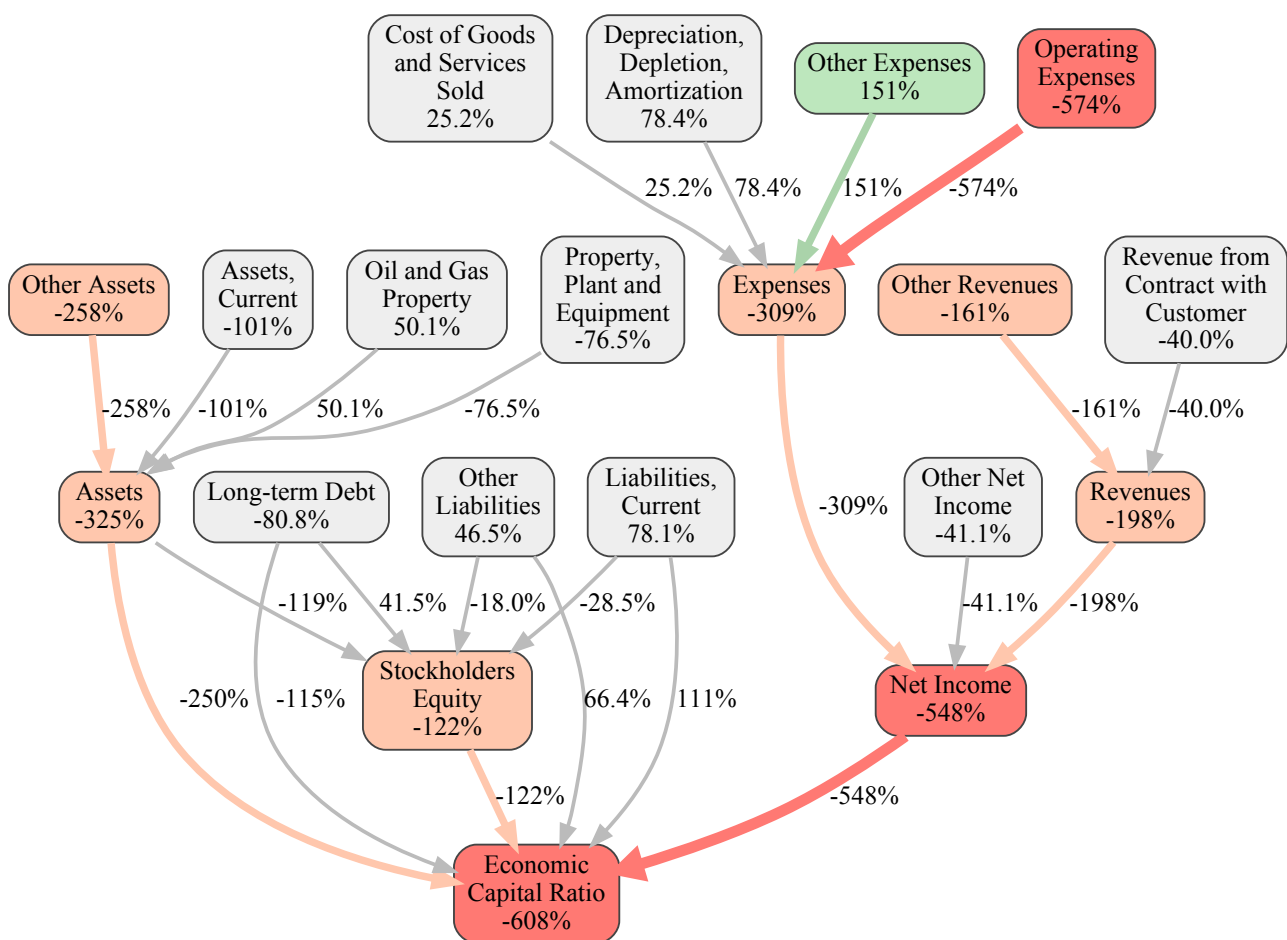 Cost of Goods
and Services
Sold
25.2%
Depreciation,
Depletion,
Amortization
78.4%
Other Expenses
151%
Operating
Expenses
-574%
25.2%
78.4%
151%
-574%
Other Assets
-258%
Assets,
Current
-101%
Oil and Gas
Property
50.1%
Property,
Plant and
Equipment
-76.5%
Expenses
-309%
Other Revenues
-161%
Revenue from
Contract with
Customer
-40.0%
-258%
-101%
50.1%
-76.5%
-161%
-40.0%
Assets
-325%
Long-term Debt
-80.8%
Other
Liabilities
46.5%
Liabilities,
Current
78.1%
-309%
Other Net
Income
-41.1%
Revenues
-198%
-119%
41.5%
-18.0%
-28.5%
-41.1%
-198%
Stockholders
Equity
-122%
Net Income
-548%
-250%
-115%
66.4%
111%
-122%
-548%
Economic
Capital Ratio
-608%